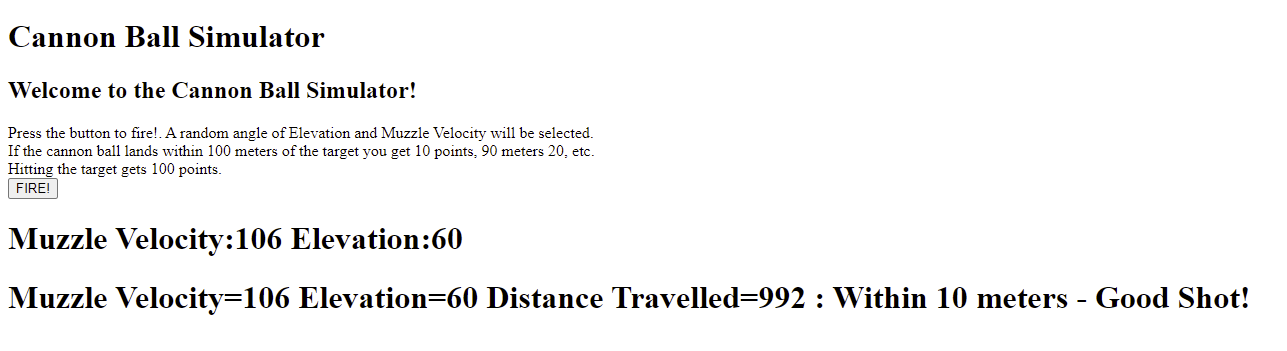 Cannon Ball Simulator
Welcome to the Cannon Ball Simulator!
Press the button to fire!. A random angle of Elevation and Muzzle Velocity will be selected.
If the cannon ball lands within 100 meters of the target you get 10 points, 90 meters 20, etc.
Hitting the target gets 100 points.
FIRE!
Muzzle Velocity:106 Elevation:60
Muzzle Velocity=106 Elevation=60 Distance Travelled=992 : Within 10 meters - Good Shot!